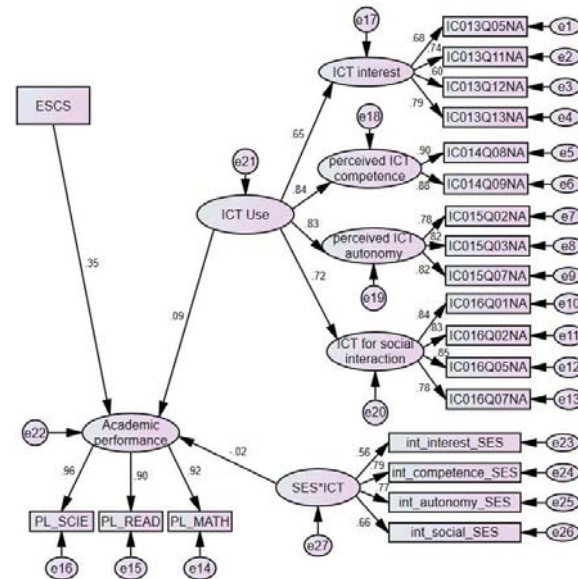 e17
.68
IC013Q05NA
e1
.74
IC013Q11NA
e2
ICT interest
.60
IC013Q12NA
e3
.79
IC013Q13NA
e4
ESCS
e18
.65
.90
IC014Q08NA
e5
e21
perceived ICT
competence
.88
IC014Q09NA
e6
.84
ICT Use
.83
.78
IC015Q02NA
e7
perceived ICT
autonomy
.82
IC015Q03NA
e8
.82
IC015Q07NA
e9
.72
e19
.35
.09
.84
IC016Q01NA
e10
ICT for social
interaction
.83
IC016Q02NA
e11
.85
IC016Q05NA
e12
.78
IC016Q07NA
e13
e20
e22
Academic
performance
-.02
.56
int_interest_SES
e23
.79
int_competence_SES
e24
SES*ICT
.77
int_autonomy_SES
e25
.66
int_social_SES
e26
e27
.96
.90
.92
PL_SCIE
PL_READ
PL_MATH
e16
e15
e14